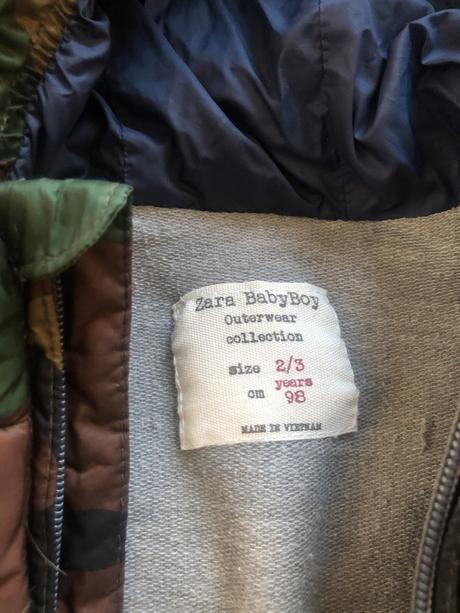 Zara BabyBoy
Outerwear
collection
size 2/3
years
cm 98
MADE IN VIETNAM